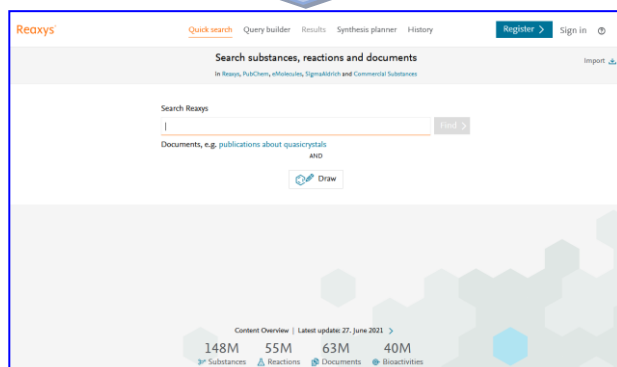 Reaxys®
Quick search Query builder Results Synthesis planner History Register > Sign in
Search substances, reactions and documents
In Reaxys, PubChem, eMolecules, SigmaAldrich and Commercial Substances
Import
Search Reaxys
Find >
Documents, e.g. publications about quasicrystals
AND
Draw
Content Overview | Latest update: 27. June 2021 >
148M 55M 63M 40M
Substances Reactions Documents Bioactivities